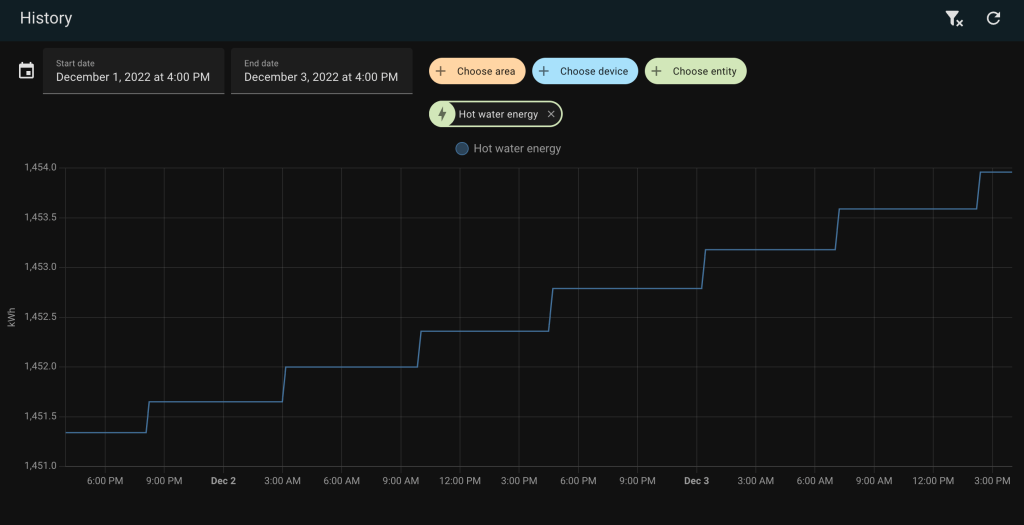 History
Start date
December 1, 2022 at 4:00 PM
End date
December 3, 2022 at 4:00 PM
Choose area
Choose device
Choose entity
Hot water energy
Hot water energy
1,454.0
1,453.5
1,453.0
1,452.5
1,452.0
1,451.5
1,451.0
kWh
6:00 PM 9:00 PM Dec 2 3:00 AM 6:00 AM 9:00 AM 12:00 PM 3:00 PM 6:00 PM 9:00 PM Dec 3 3:00 AM 6:00 AM 9:00 AM 12:00 PM 3:00 PM